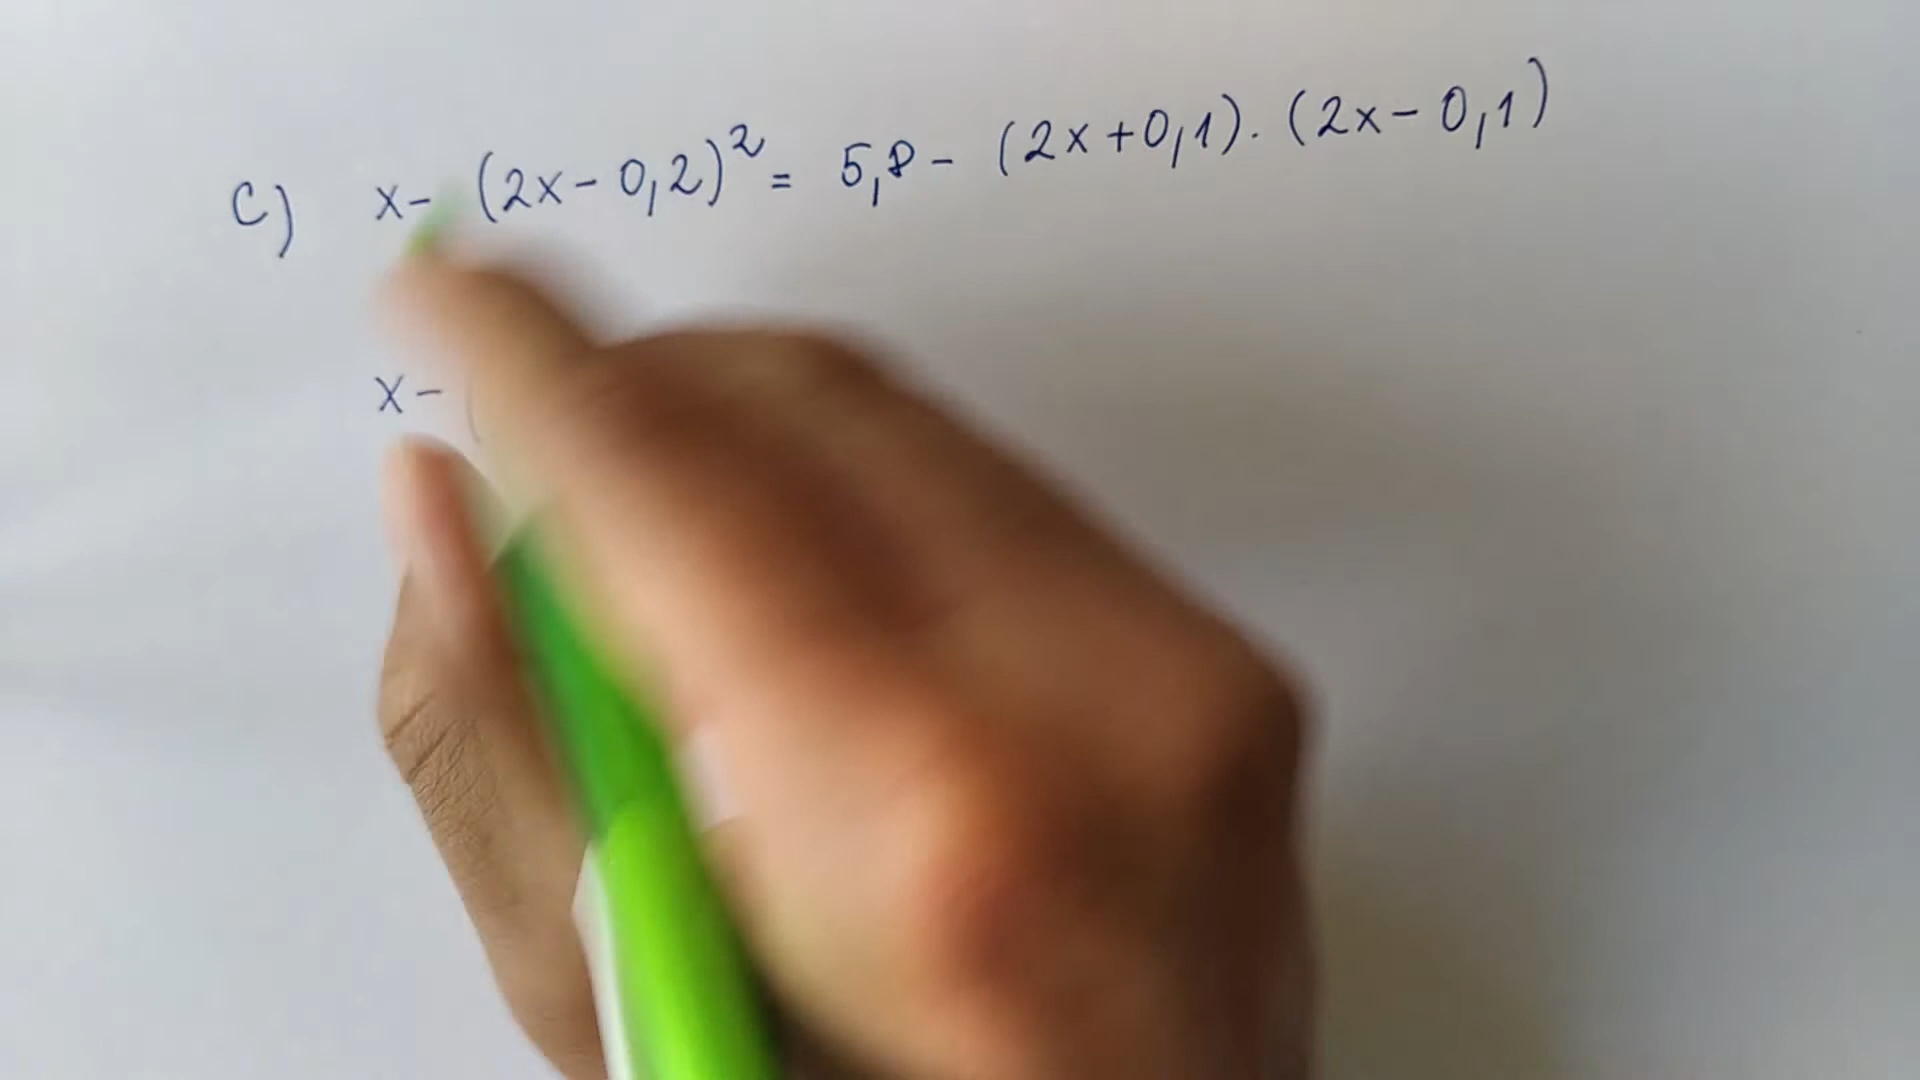 C) x - (2x - 0,2)² = 5,8 - (2x + 0,1) . (2x - 0,1)
x - (